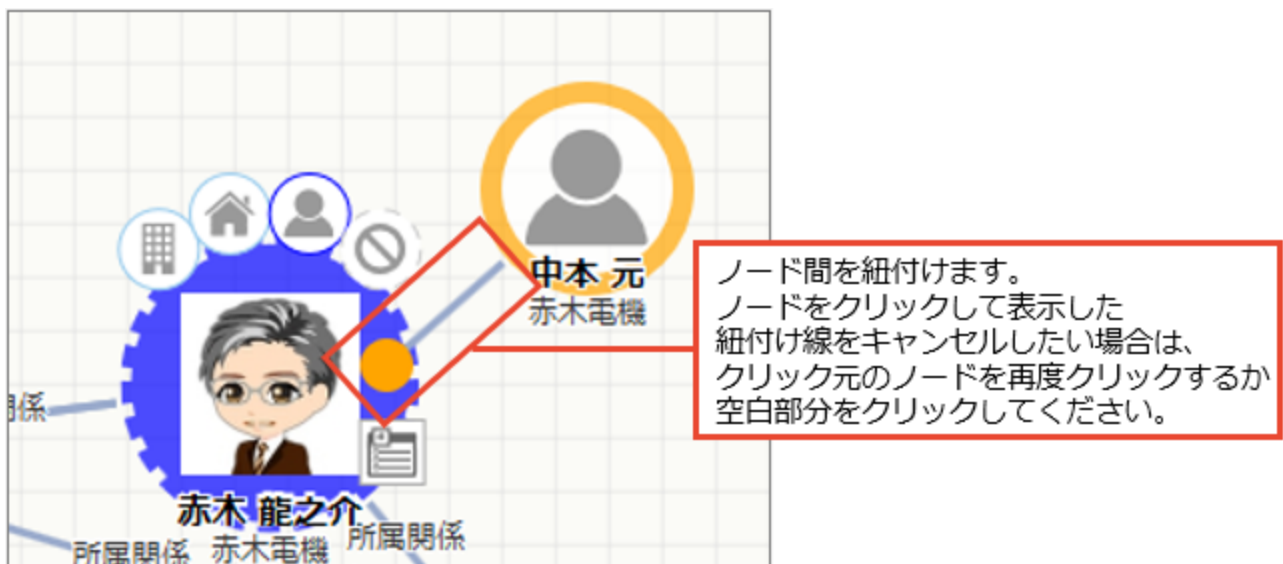 中本 元
赤木電機
ノード間を紐付けます。
ノードをクリックして表示した
紐付け線をキャンセルしたい場合は、
クリック元のノードを再度クリックするか
空白部分をクリックしてください。
係
赤木 龍之介
所属関係
所属関係
赤木電機